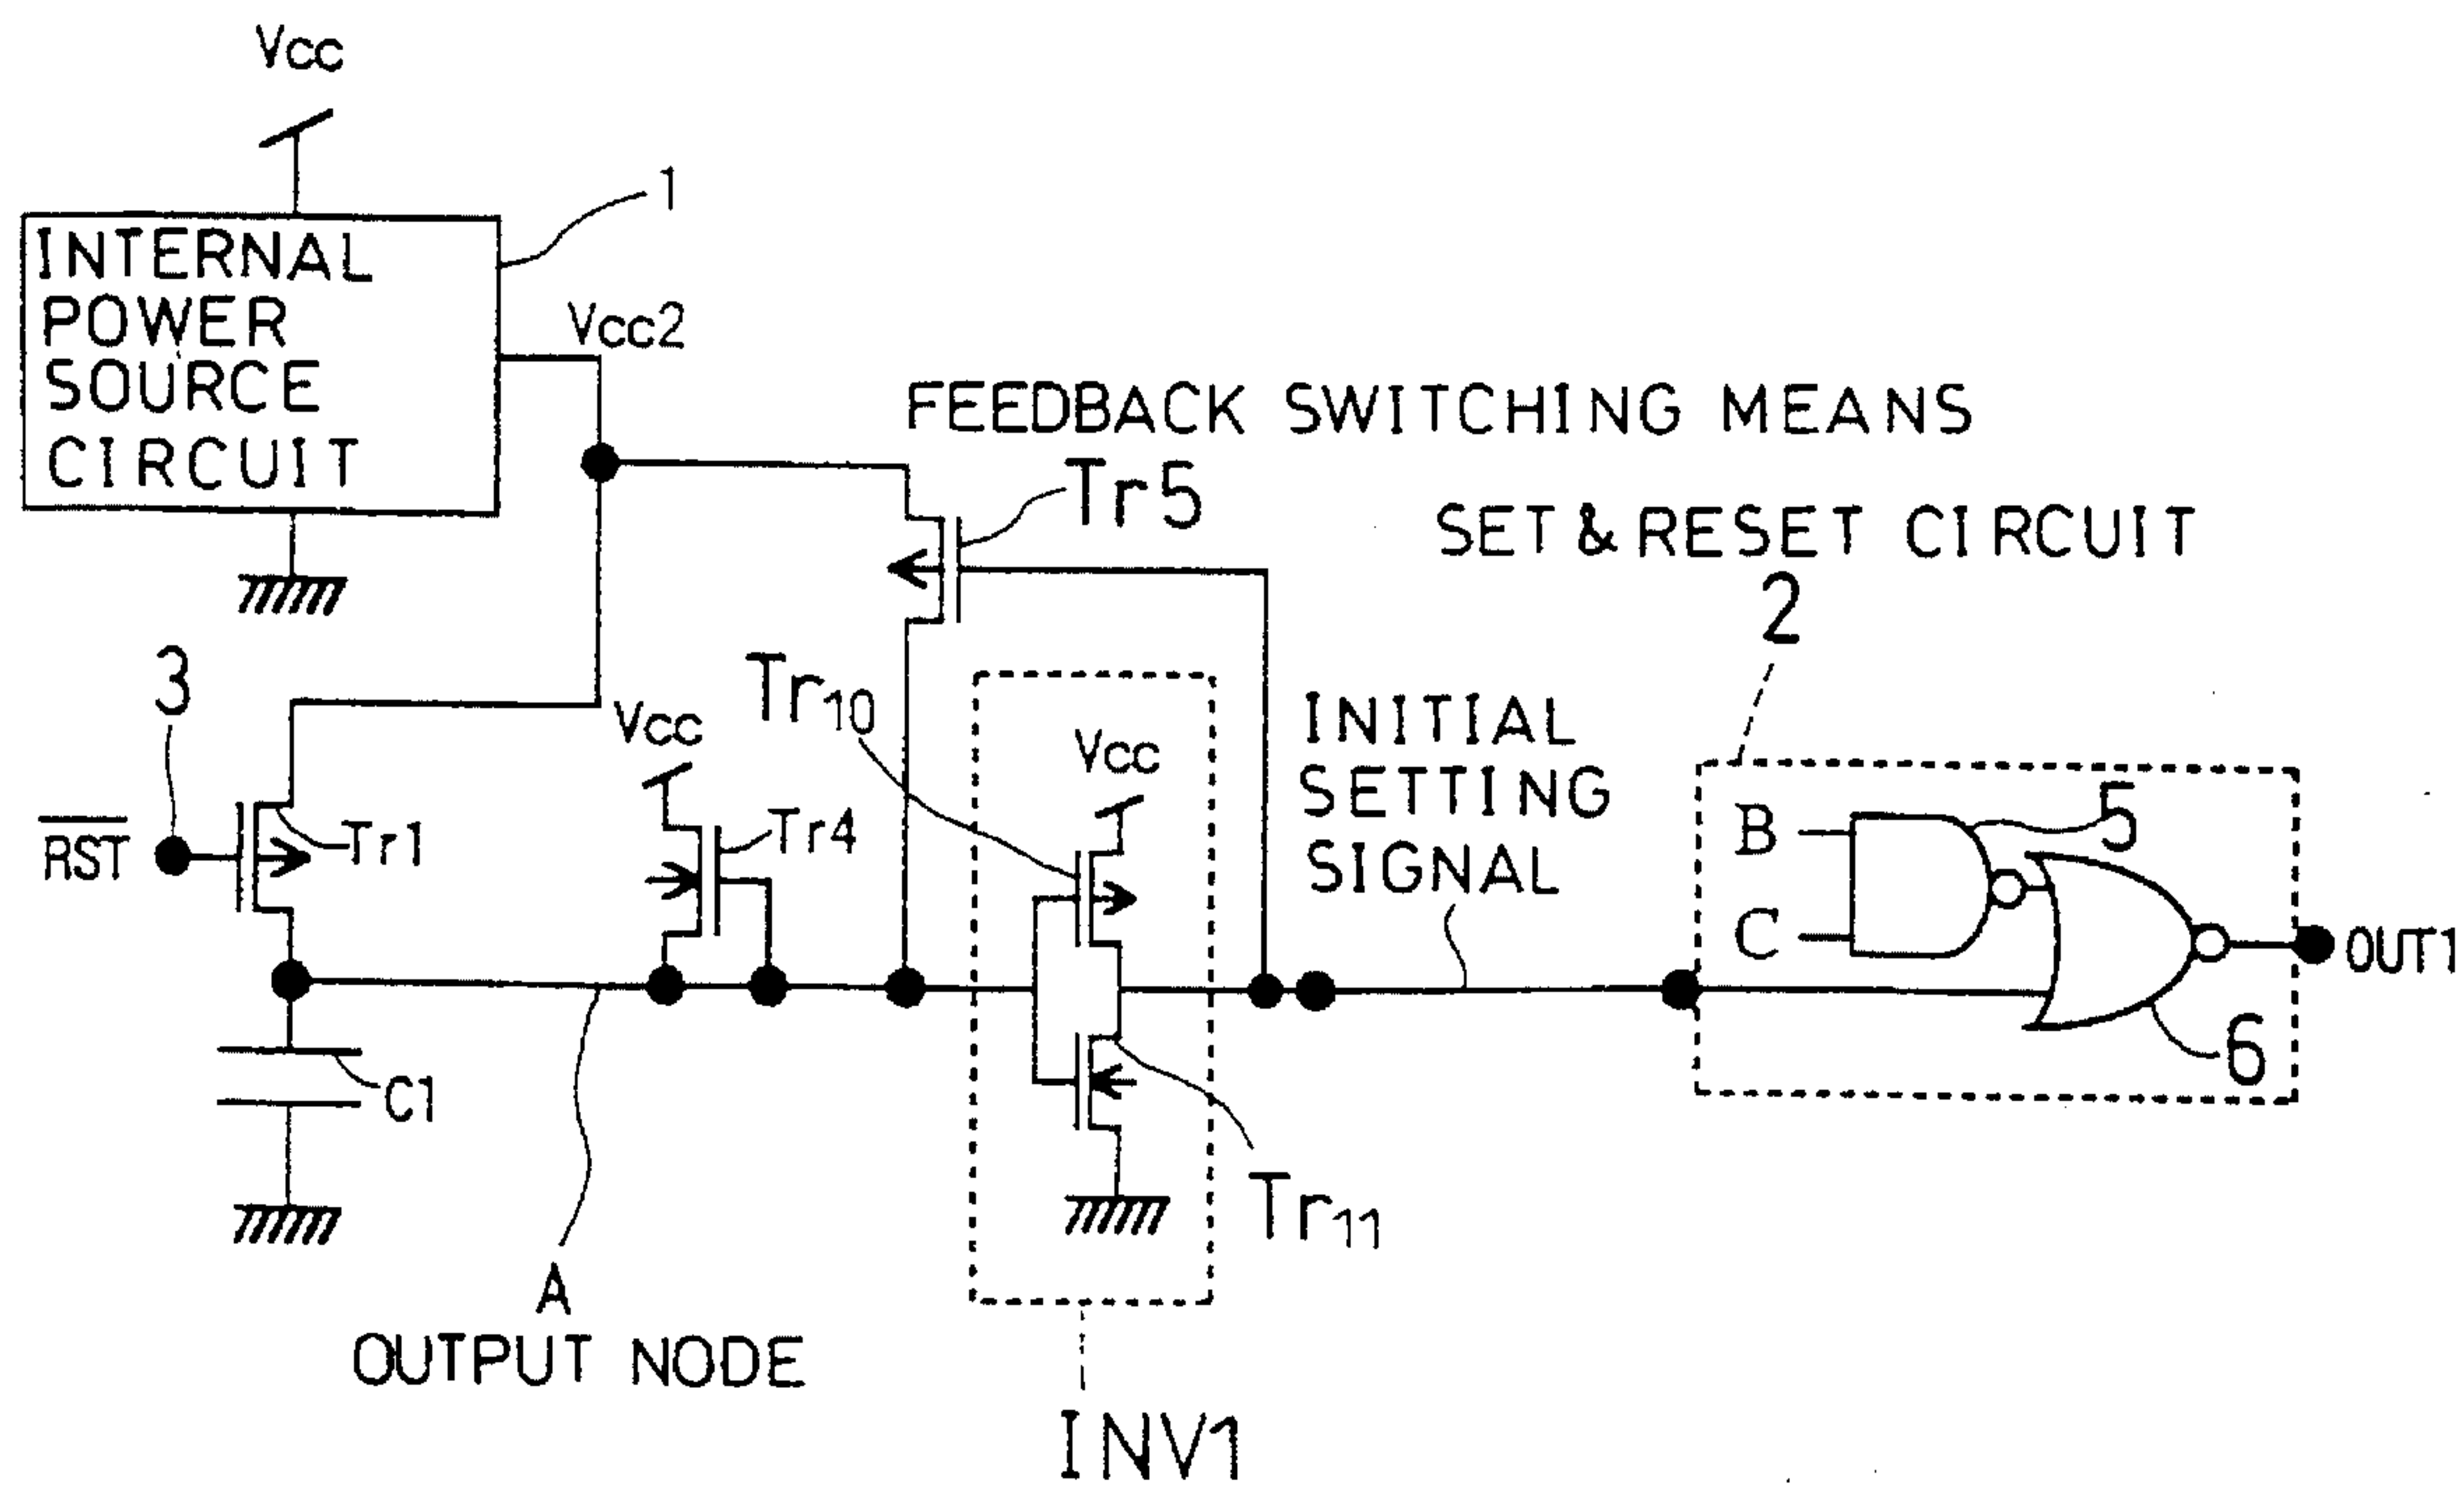 Vcc
1
INTERNAL
POWER
SOURCE
CIRCUIT
Vcc2
FEEDBACK SWITCHING MEANS
Tr5
SET & RESET CIRCUIT
2
3
RST
Tr1
Vcc
Tr4
Tr10
Vcc
INITIAL
SETTING
SIGNAL
B
C
5
OUT1
6
C1
Tr11
A
OUTPUT NODE
INV1